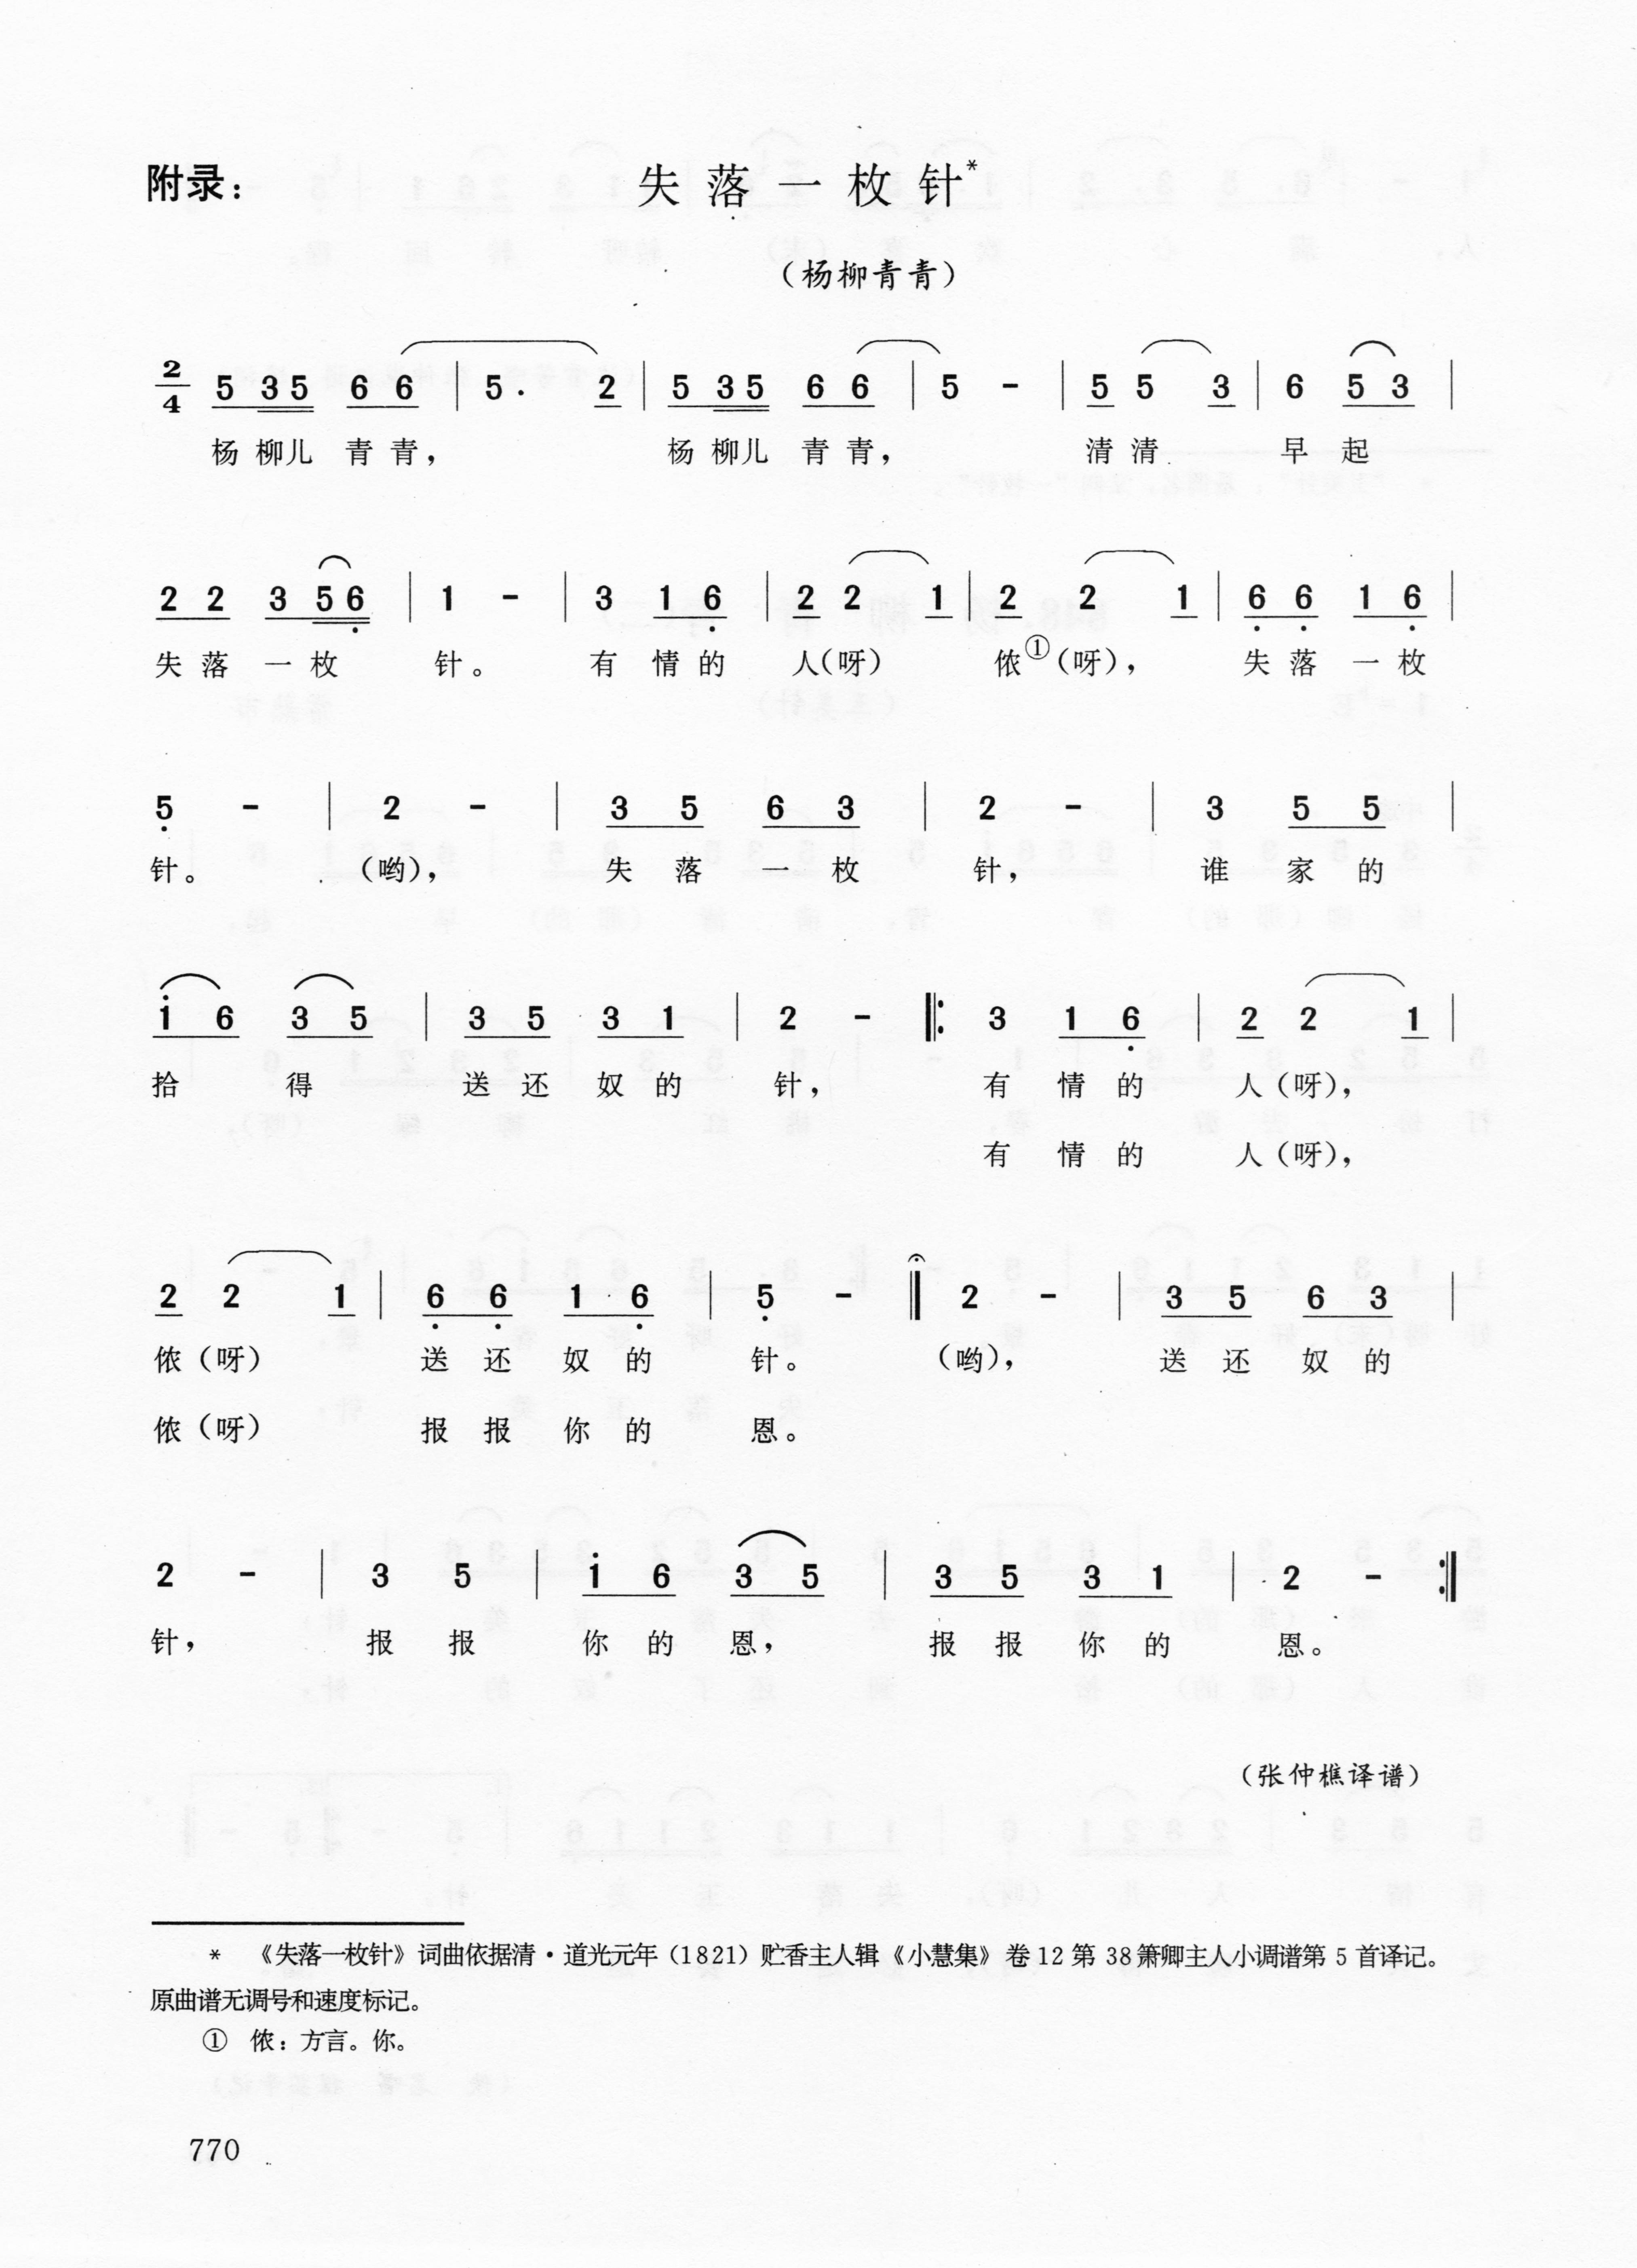 附录：
失落一枚针*
（杨柳青青）
2/4 5 35 6 6 | 5· 2 | 5 35 6 6 | 5 - | 5 5 3 | 6 5 3 |
杨 柳儿 青 青， 杨 柳儿 青 青， 清 清 早 起
2 2 3 56̣ | 1 - | 3 1 6̣ | 2 2 1 | 2 2 1 | 6̣ 6̣ 1 6̣ |
失 落 一 枚 针。 有 情 的 人（呀） 侬①（呀）， 失 落 一 枚
5̣ - | 2 - | 3 5 6 3 | 2 - | 3 5 5 |
针。 （哟）， 失 落 一 枚 针， 谁 家 的
i 6 3 5 | 3 5 3 1 | 2 - ‖: 3 1 6̣ | 2 2 1 |
拾 得 送 还 奴 的 针， 有 情 的 人（呀），
有 情 的 人（呀），
2 2 1 | 6̣ 6̣ 1 6̣ | 5̣ - ‖ 2 - | 3 5 6 3 |
侬（呀） 送 还 奴 的 针。 （哟）， 送 还 奴 的
侬（呀） 报 报 你 的 恩。
2 - | 3 5 | i 6 3 5 | 3 5 3 1 | 2 - :‖
针， 报 报 你 的 恩， 报 报 你 的 恩。
（张仲樵译谱）
* 《失落一枚针》词曲依据清·道光元年（1821）贮香主人辑《小慧集》卷12第38箫卿主人小调谱第5首译记。
原曲谱无调号和速度标记。
① 侬：方言。你。
770